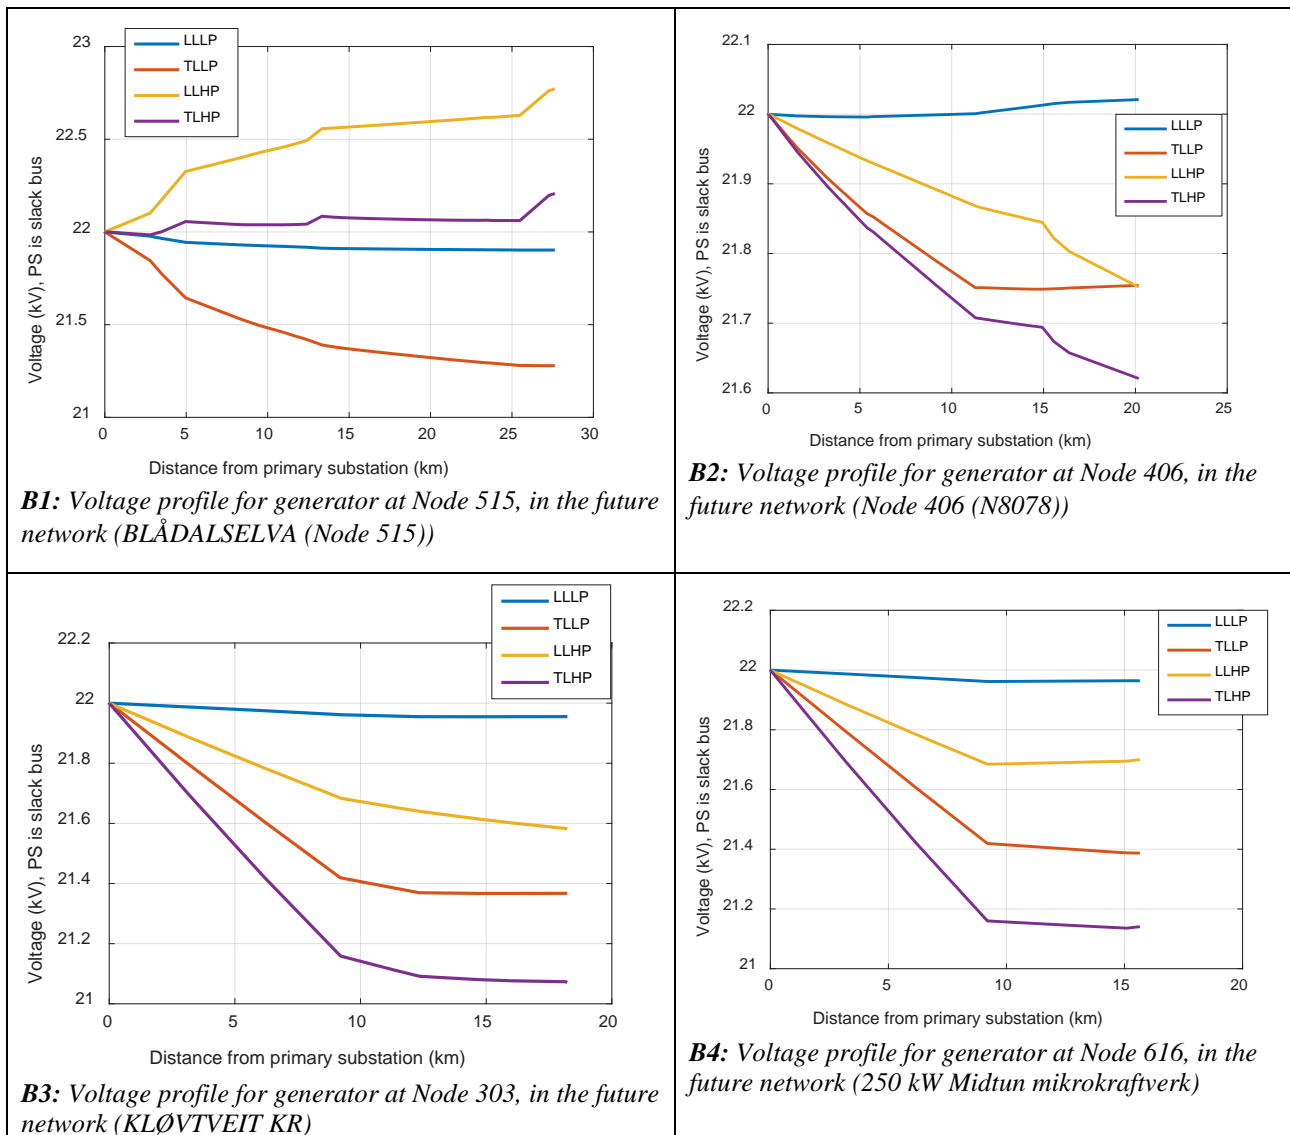 23
22.5
22
21.5
21
Voltage (kV), PS is slack bus
LLLP
TLLP
LLHP
TLHP
0 5 10 15 20 25 30
Distance from primary substation (km)
B1: Voltage profile for generator at Node 515, in the future
network (BLÅDALSELVA (Node 515))
22.1
22
21.9
21.8
21.7
21.6
Voltage (kV), PS is slack bus
LLLP
TLLP
LLHP
TLHP
0 5 10 15 20 25
Distance from primary substation (km)
B2: Voltage profile for generator at Node 406, in the
future network (Node 406 (N8078))
22.2
22
21.8
21.6
21.4
21.2
21
Voltage (kV), PS is slack bus
LLLP
TLLP
LLHP
TLHP
0 5 10 15 20
Distance from primary substation (km)
B3: Voltage profile for generator at Node 303, in the future
network (KLØVTVEIT KR)
22.2
22
21.8
21.6
21.4
21.2
21
Voltage (kV), PS is slack bus
LLLP
TLLP
LLHP
TLHP
0 5 10 15 20
Distance from primary substation (km)
B4: Voltage profile for generator at Node 616, in the
future network (250 kW Midtun mikrokraftverk)